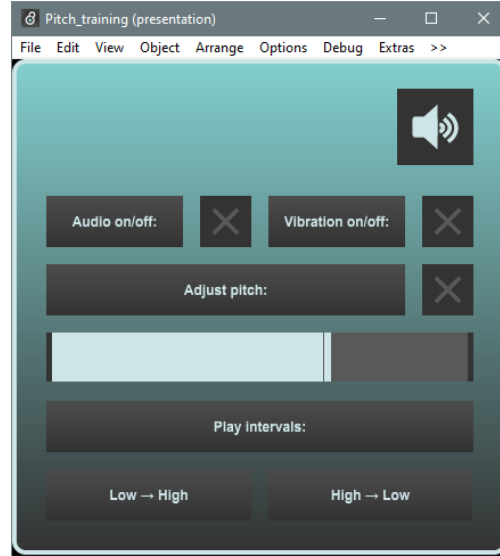 Pitch_training (presentation)
File Edit View Object Arrange Options Debug Extras >>
Audio on/off: Vibration on/off:
Adjust pitch:
Play intervals:
Low → High High → Low